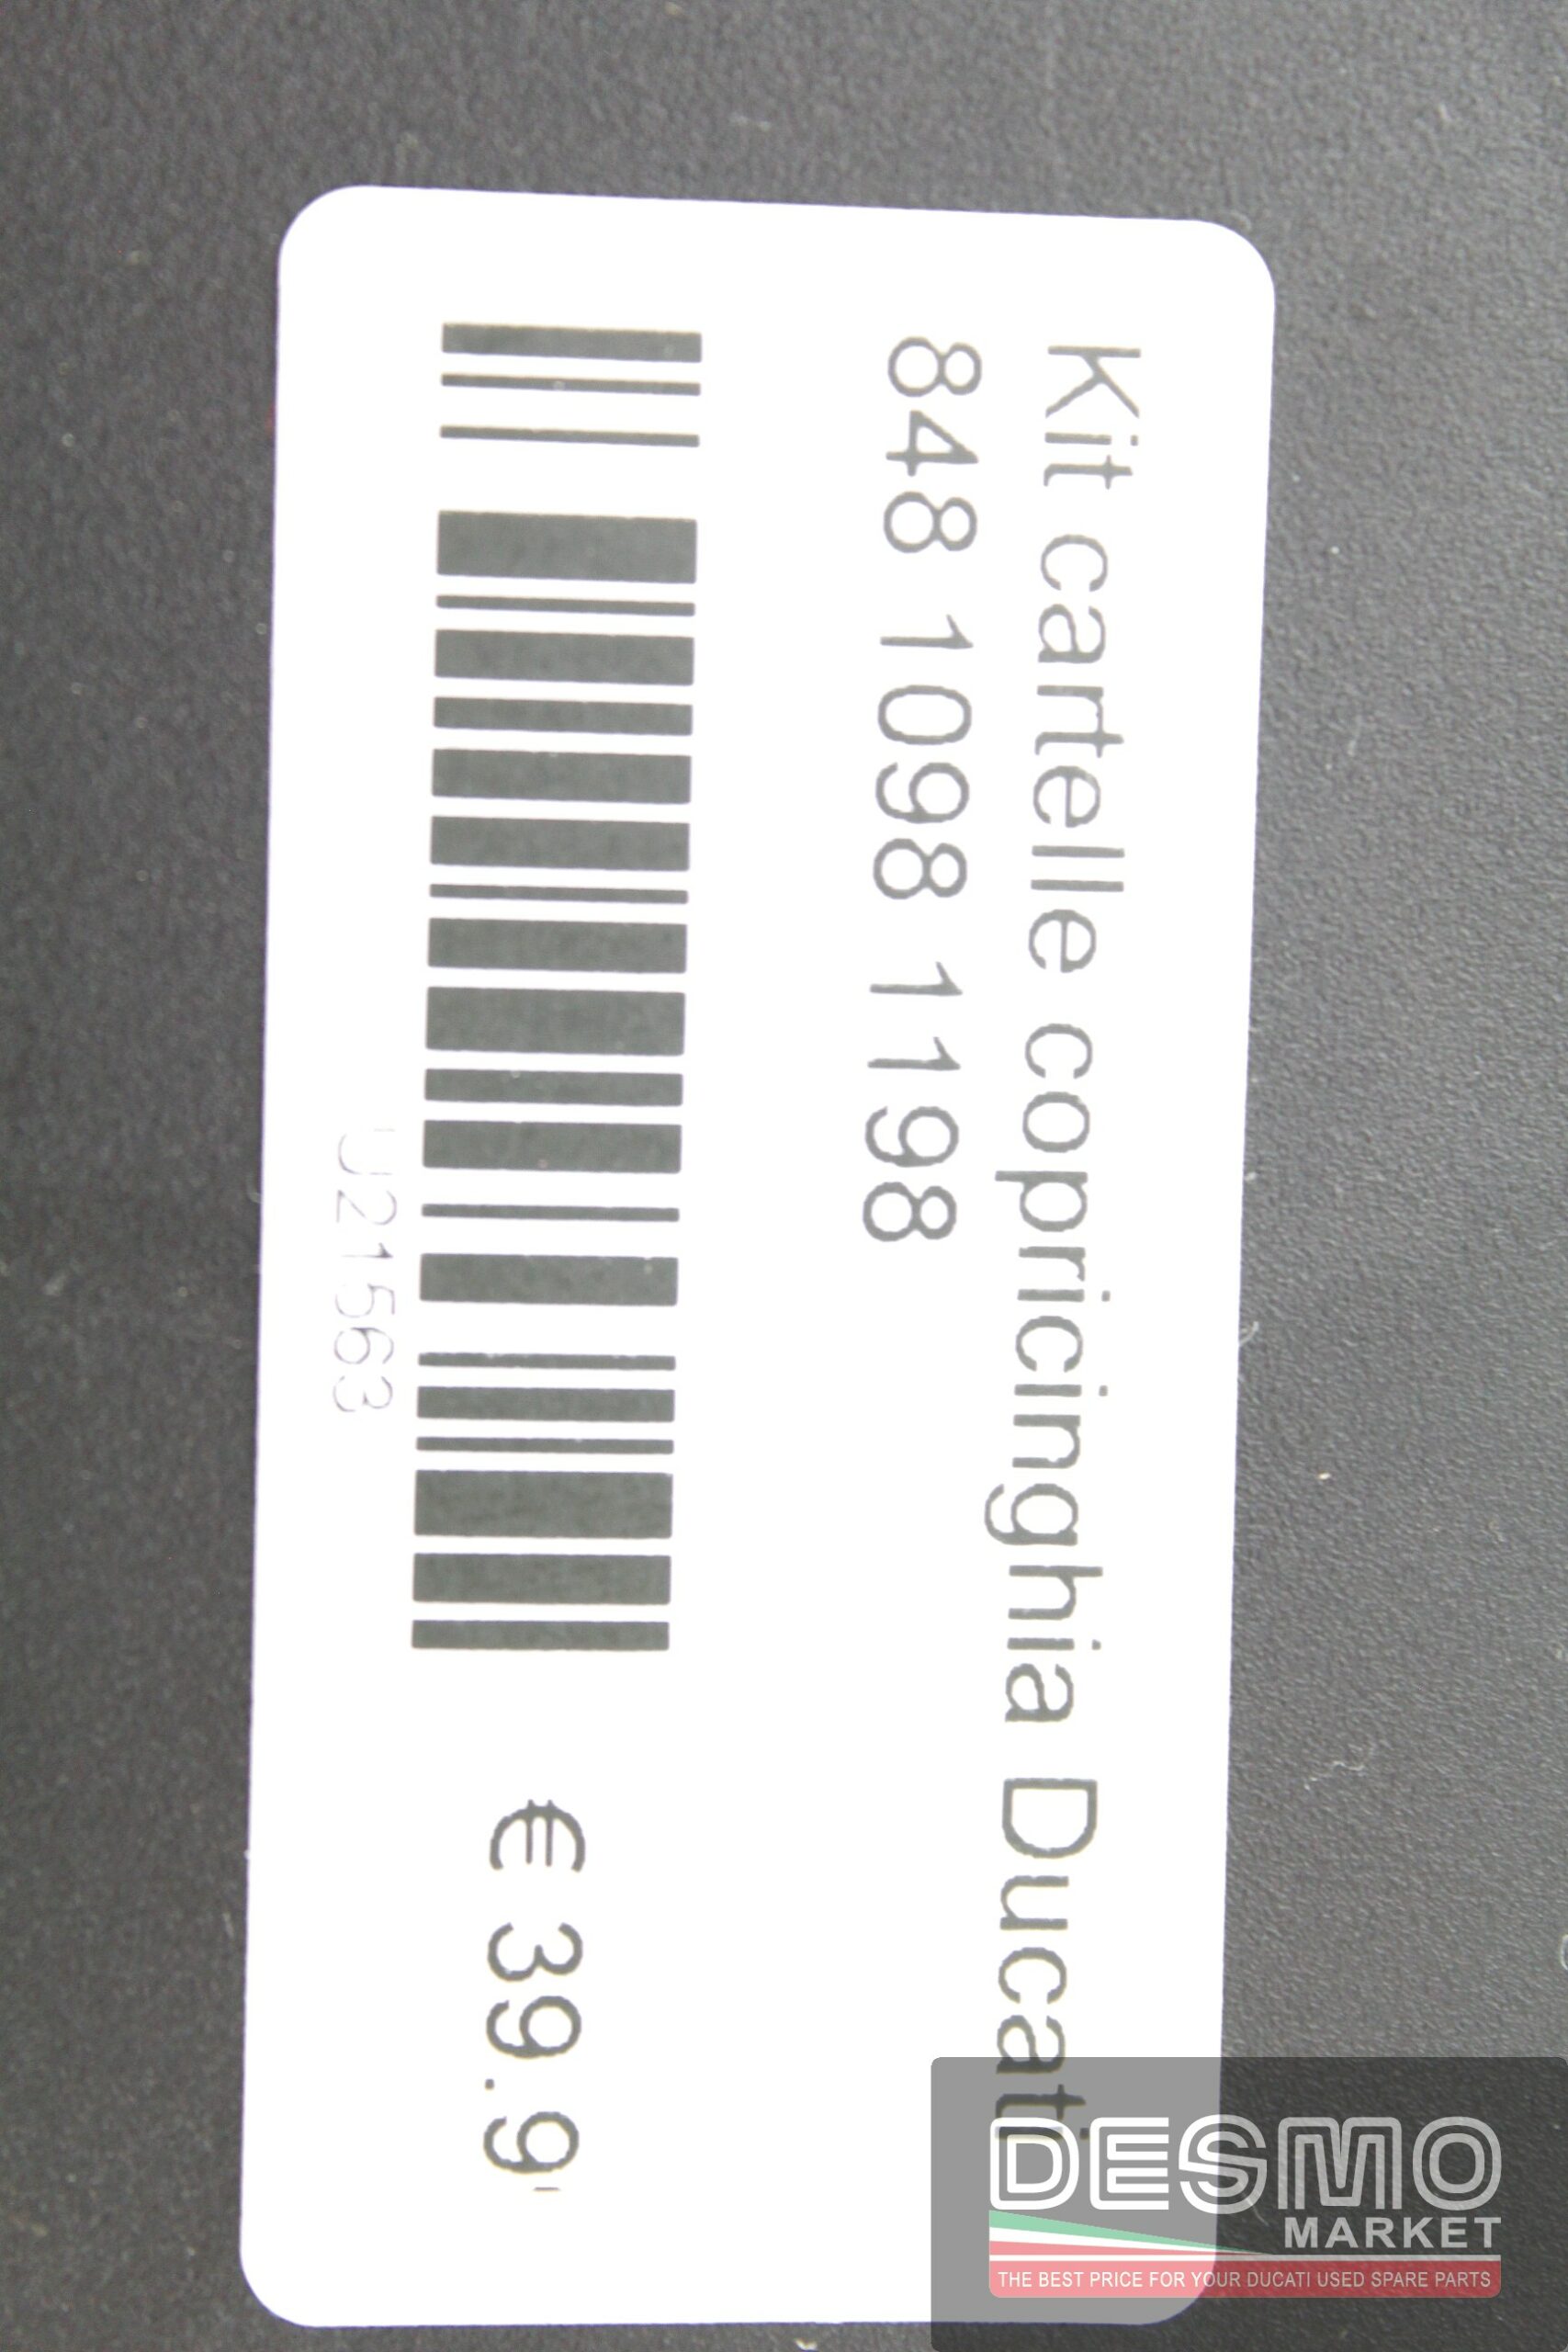 Kit cartelle copricinghia Ducati
848 1098 1198
U21563
€ 39.9
DESMO
MARKET
THE BEST PRICE FOR YOUR DUCATI USED SPARE PARTS